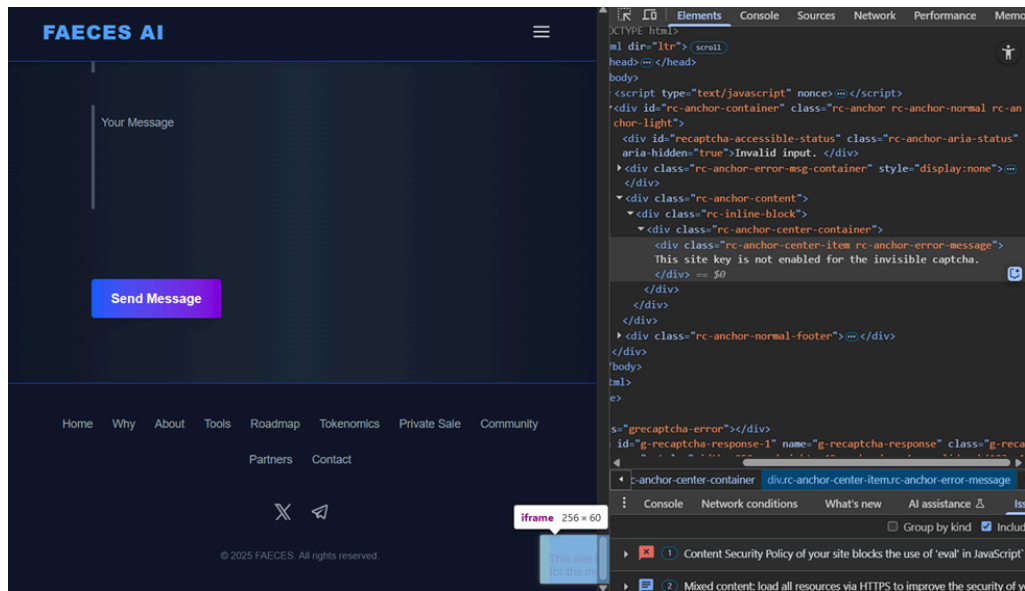 FAECES AI
Your Message
Send Message
Home Why About Tools Roadmap Tokenomics Private Sale Community
Partners Contact
© 2025 FAECES. All rights reserved.
iframe 256 × 60
This site
for the in
Elements Console Sources Network Performance Memo
OCTYPE html>
ml dir="ltr"> scroll
head> ⋯ </head>
body>
<script type="text/javascript" nonce> ⋯ </script>
<div id="rc-anchor-container" class="rc-anchor rc-anchor-normal rc-an
chor-light">
<div id="recaptcha-accessible-status" class="rc-anchor-aria-status"
aria-hidden="true">Invalid input. </div>
<div class="rc-anchor-error-msg-container" style="display:none"> ⋯
</div>
<div class="rc-anchor-content">
<div class="rc-inline-block">
<div class="rc-anchor-center-container">
<div class="rc-anchor-center-item rc-anchor-error-message">
This site key is not enabled for the invisible captcha.
</div> == $0
</div>
</div>
</div>
<div class="rc-anchor-normal-footer"> ⋯ </div>
</div>
/body>
tml>
e>
s="grecaptcha-error"></div>
id="g-recaptcha-response-1" name="g-recaptcha-response" class="g-reca
c-anchor-center-container div.rc-anchor-center-item.rc-anchor-error-message
Console Network conditions What's new AI assistance Iss
Group by kind Includ
1 Content Security Policy of your site blocks the use of 'eval' in JavaScript`
2 Mixed content: load all resources via HTTPS to improve the security of y